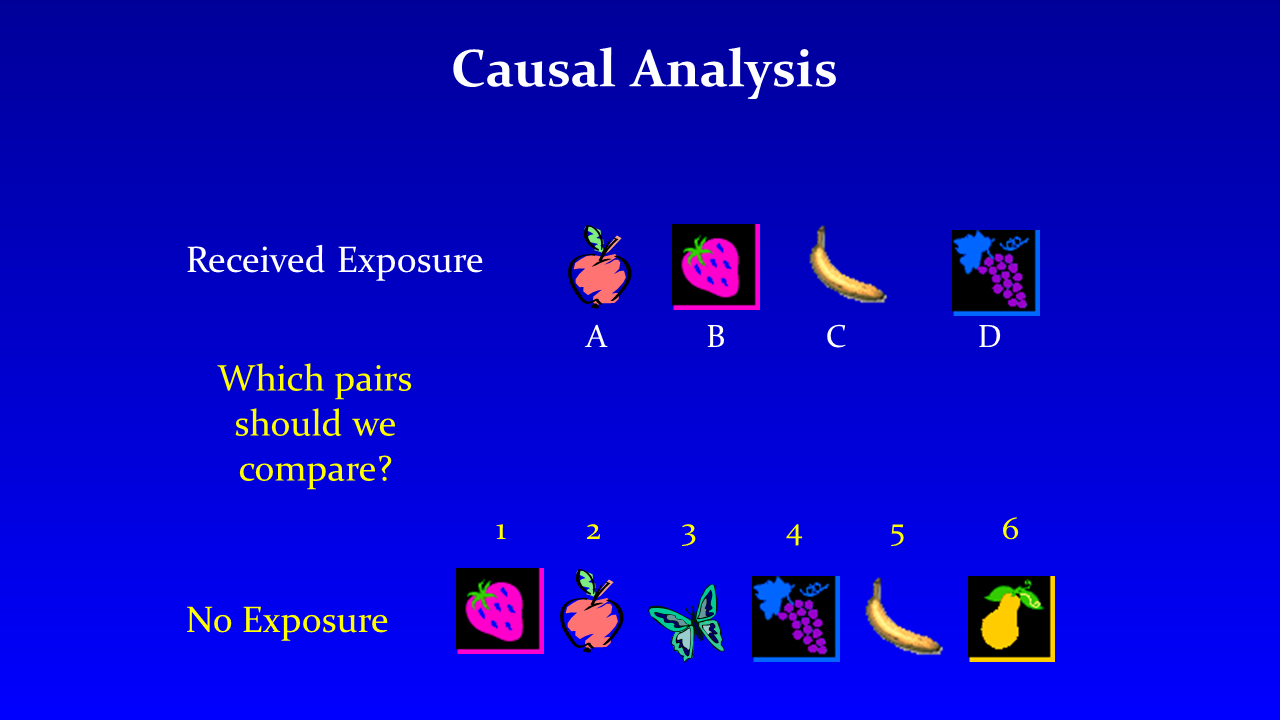 Causal Analysis
Received Exposure
A B C D
Which pairs
should we
compare?
1 2 3 4 5 6
No Exposure